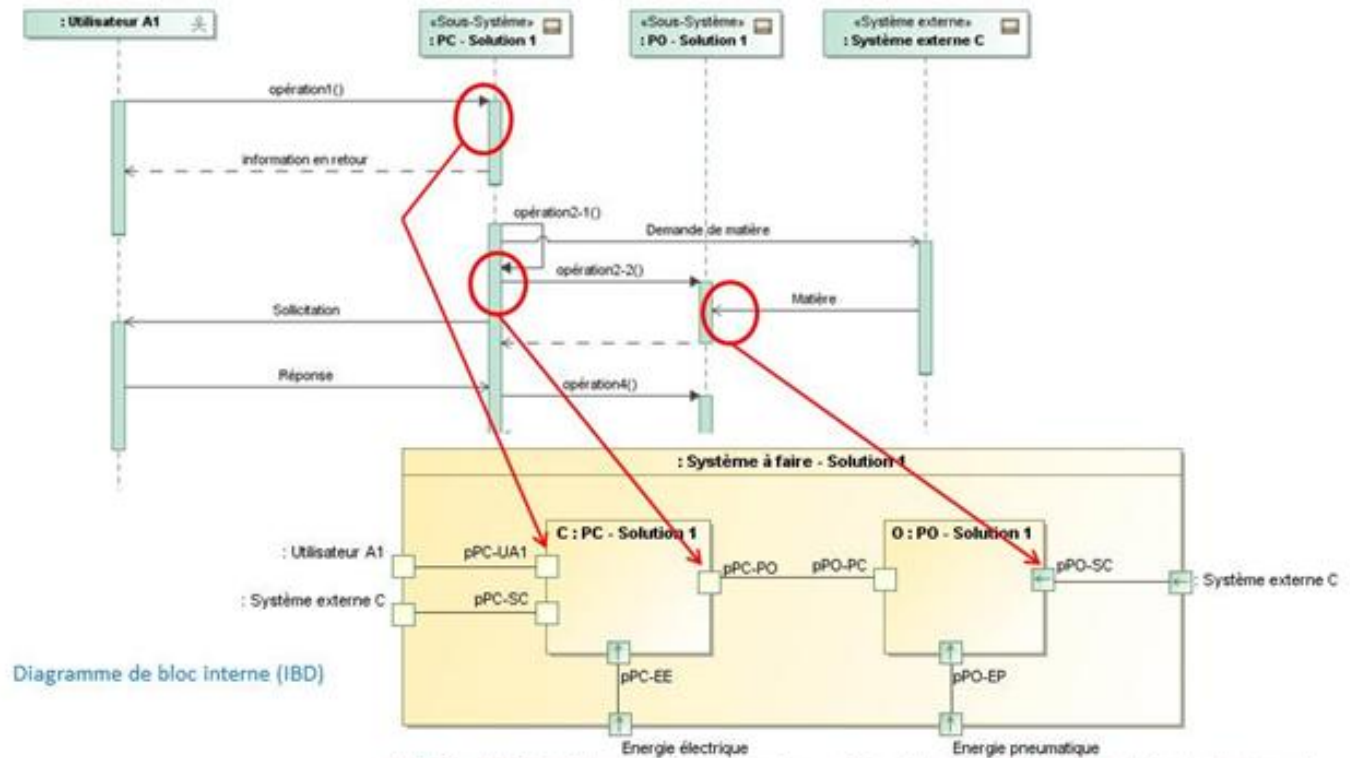 : Utilisateur A1
«Sous-Système»
: PC - Solution 1
«Sous-Système»
: PO - Solution 1
«Système externe»
: Système externe C
opération1()
information en retour
opération2-1()
Demande de matière
opération2-2()
Matière
Sollicitation
Réponse
opération4()
: Système à faire - Solution 1
C : PC - Solution 1
O : PO - Solution 1
: Utilisateur A1
pPC-UA1
pPC-PO
pPO-PC
pPO-SC
: Système externe C
: Système externe C
pPC-SC
Diagramme de bloc interne (IBD)
pPC-EE
pPO-EP
Energie électrique
Energie pneumatique